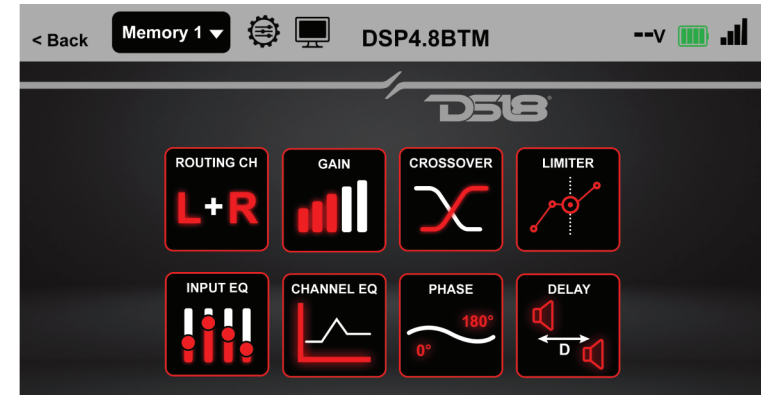 < Back
Memory 1
DSP4.8BTM
--v
DS18
ROUTING CH
L+R
GAIN
CROSSOVER
LIMITER
INPUT EQ
CHANNEL EQ
PHASE
180°
0°
DELAY
D